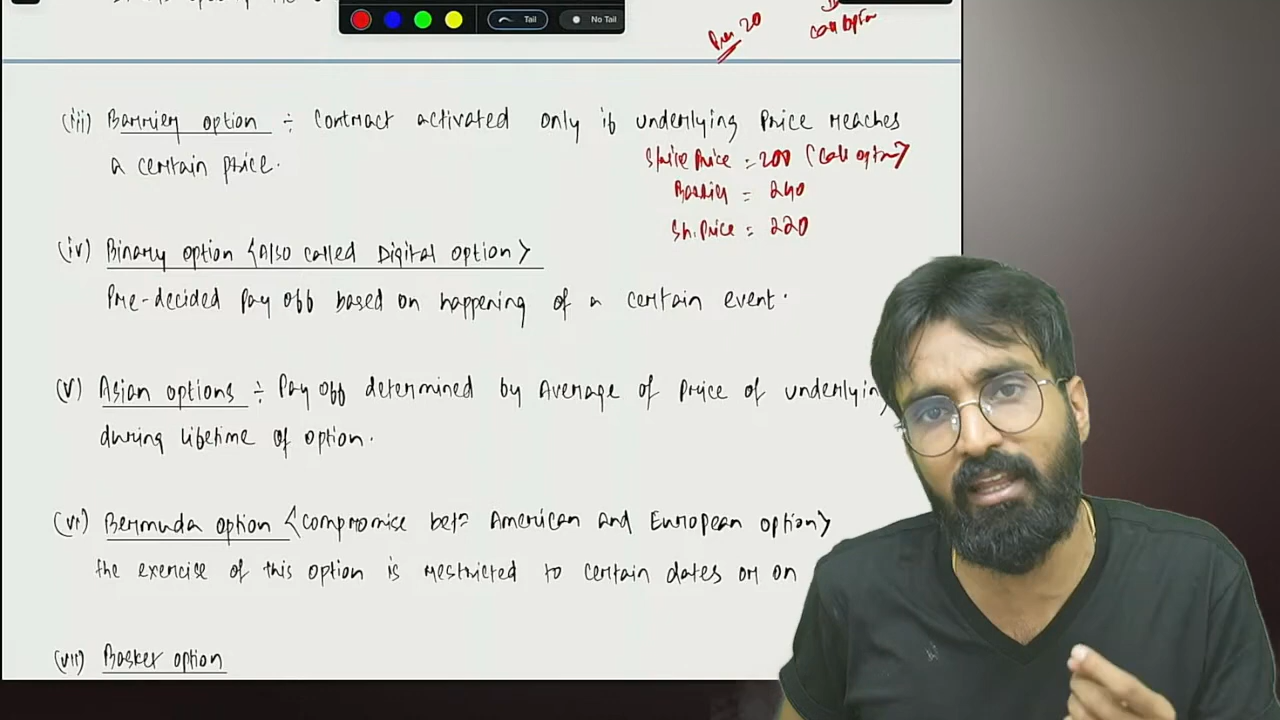 Tail
No Tail
Pre: 20
Call option
(iii) Barrier option ÷ Contract activated only if underlying Price reaches
a certain price.
Strike Price = 200 (Call option)
Barrier = 240
Sh. Price = 220
(iv) Binary option <Also called Digital option>
Pre-decided Pay off based on happening of a certain event.
(v) Asian options ÷ Pay off determined by Average of Price of underlying
during lifetime of option.
(vi) Bermuda option <Compromise betn American and European option>
the exercise of this option is restricted to certain dates or on
(vii) Basket option